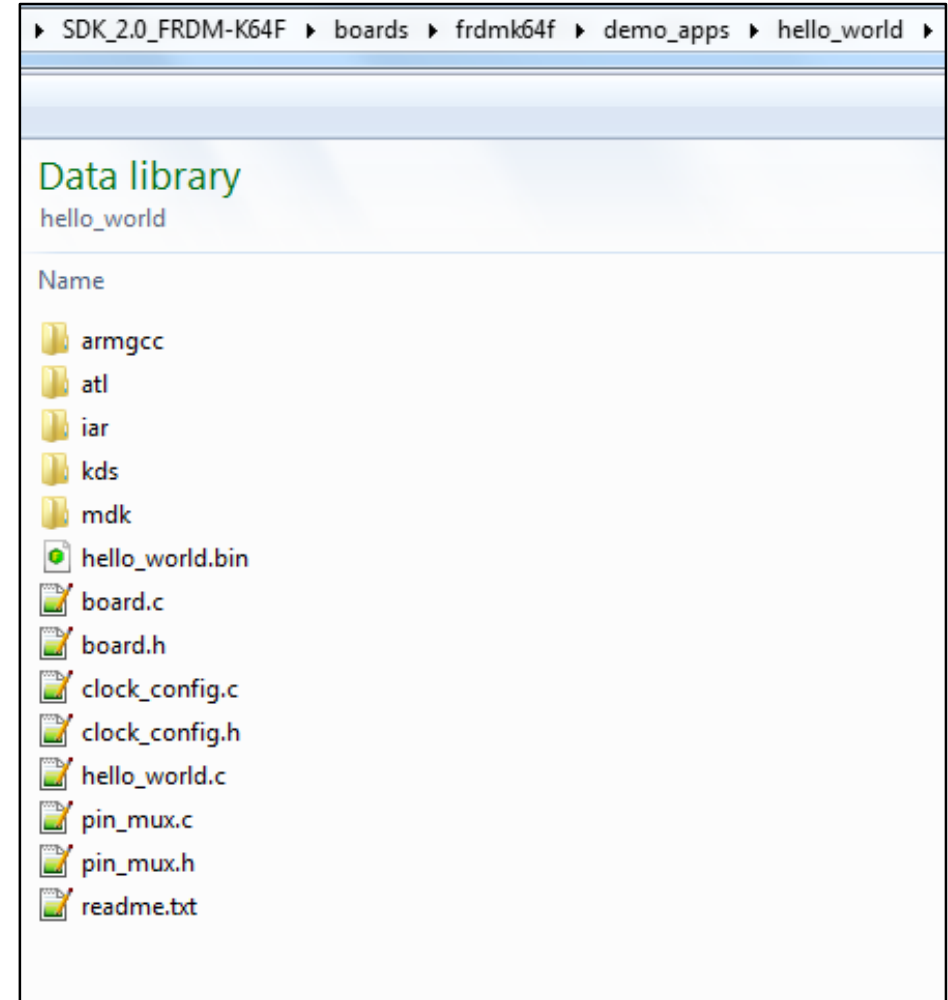 SDK_2.0_FRDM-K64F boards frdmk64f demo_apps hello_world
Data library
hello_world
Name
armgcc
atl
iar
kds
mdk
hello_world.bin
board.c
board.h
clock_config.c
clock_config.h
hello_world.c
pin_mux.c
pin_mux.h
readme.txt